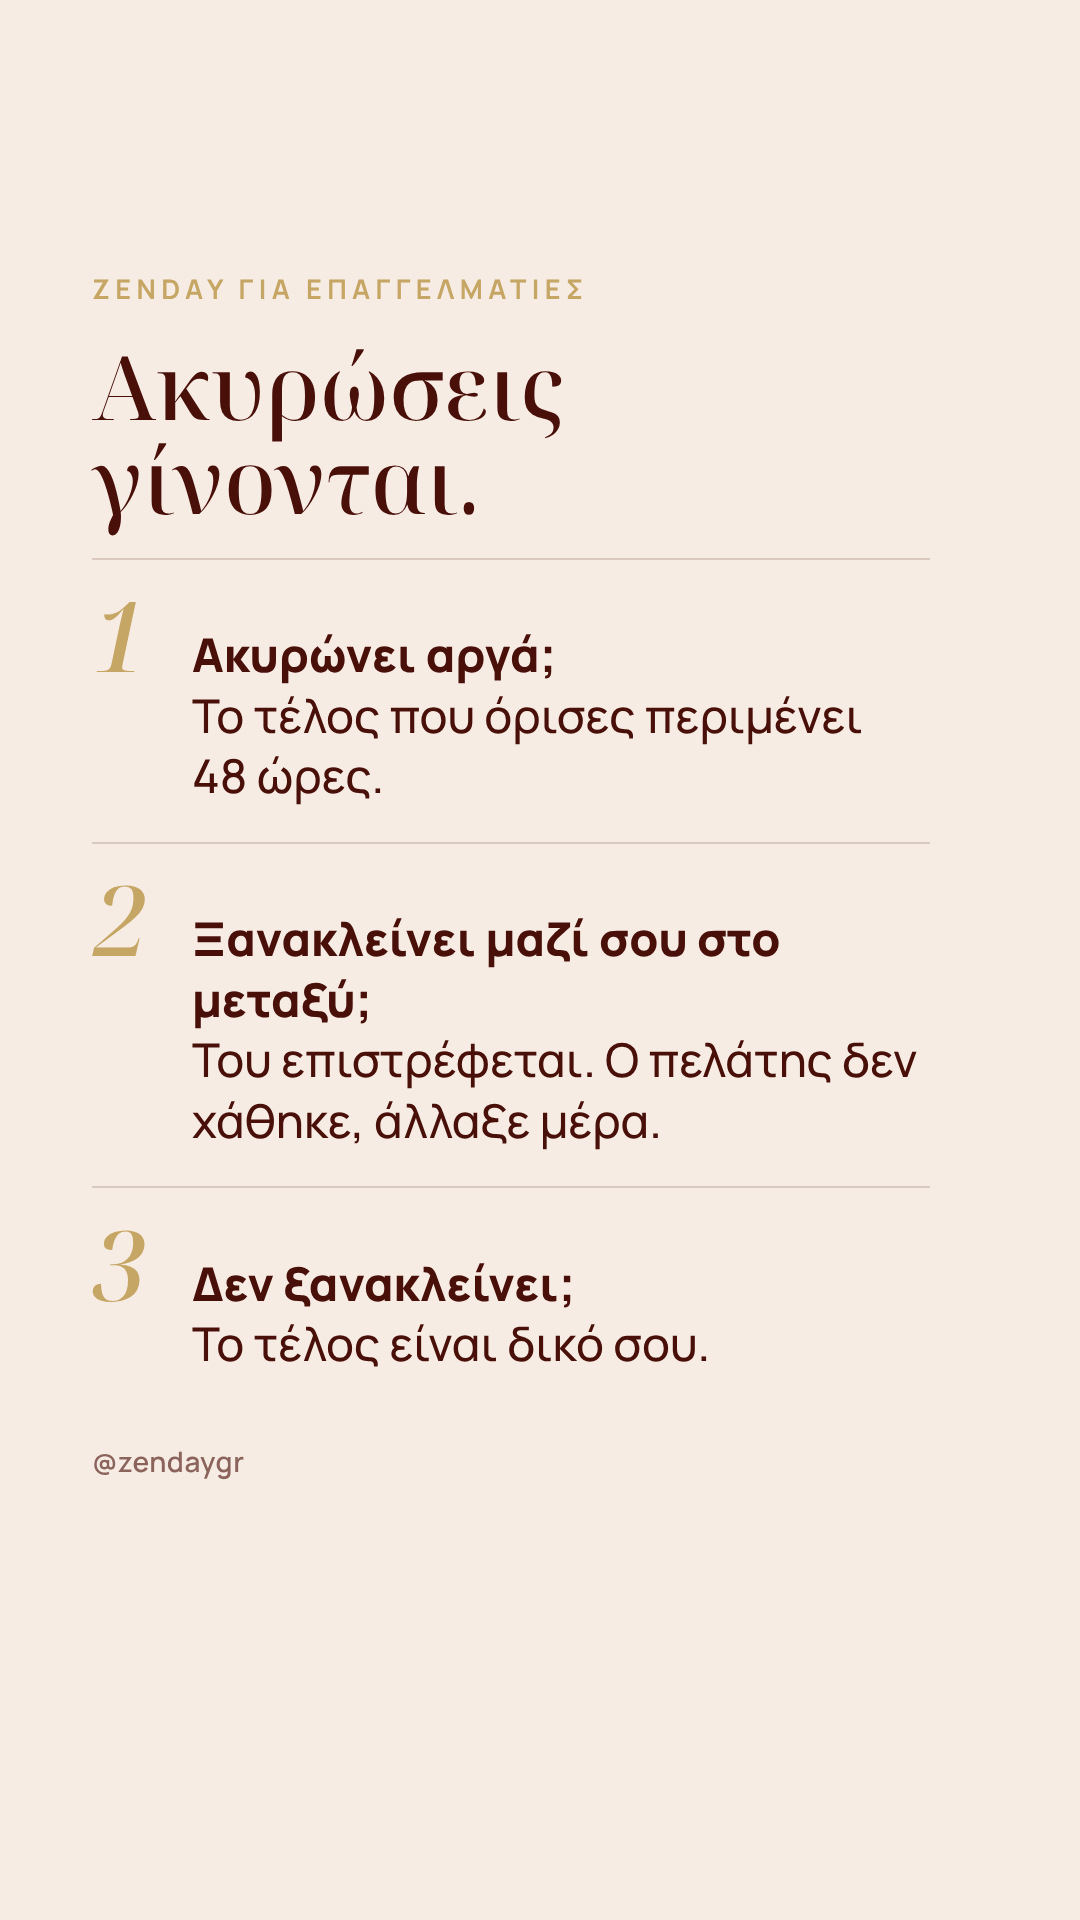 ZENDAY ΓΙΑ ΕΠΑΓΓΕΛΜΑΤΙΕΣ
Ακυρώσεις
γίνονται.
1
Ακυρώνει αργά;
Το τέλος που όρισες περιμένει
48 ώρες.
2
Ξανακλείνει μαζί σου στο
μεταξύ;
Του επιστρέφεται. Ο πελάτης δεν
χάθηκε, άλλαξε μέρα.
3
Δεν ξανακλείνει;
Το τέλος είναι δικό σου.
@zendaygr